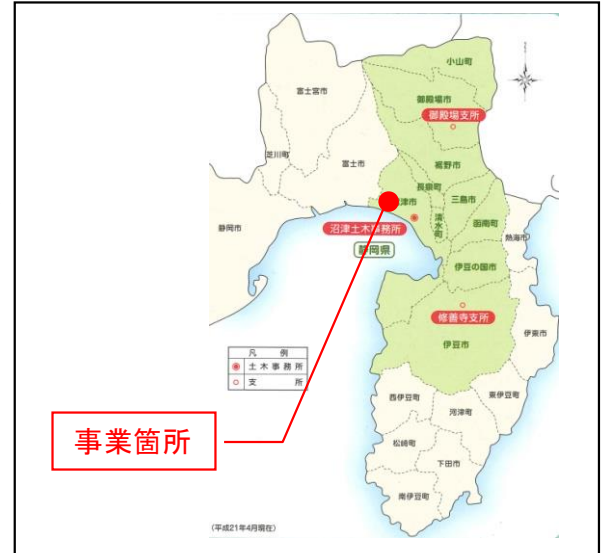 小山町
御殿場市
御殿場支所
富士宮市
芝川町
富士市
裾野市
長泉町
津市
三島市
清水町
函南町
熱海市
静岡市
沼津土木事務所
静岡県
伊豆の国市
修善寺支所
伊豆市
伊東市
凡 例
土木事務所
支 所
西伊豆町
東伊豆町
河津町
事業箇所
松崎町
下田市
南伊豆町
(平成21年4月現在)